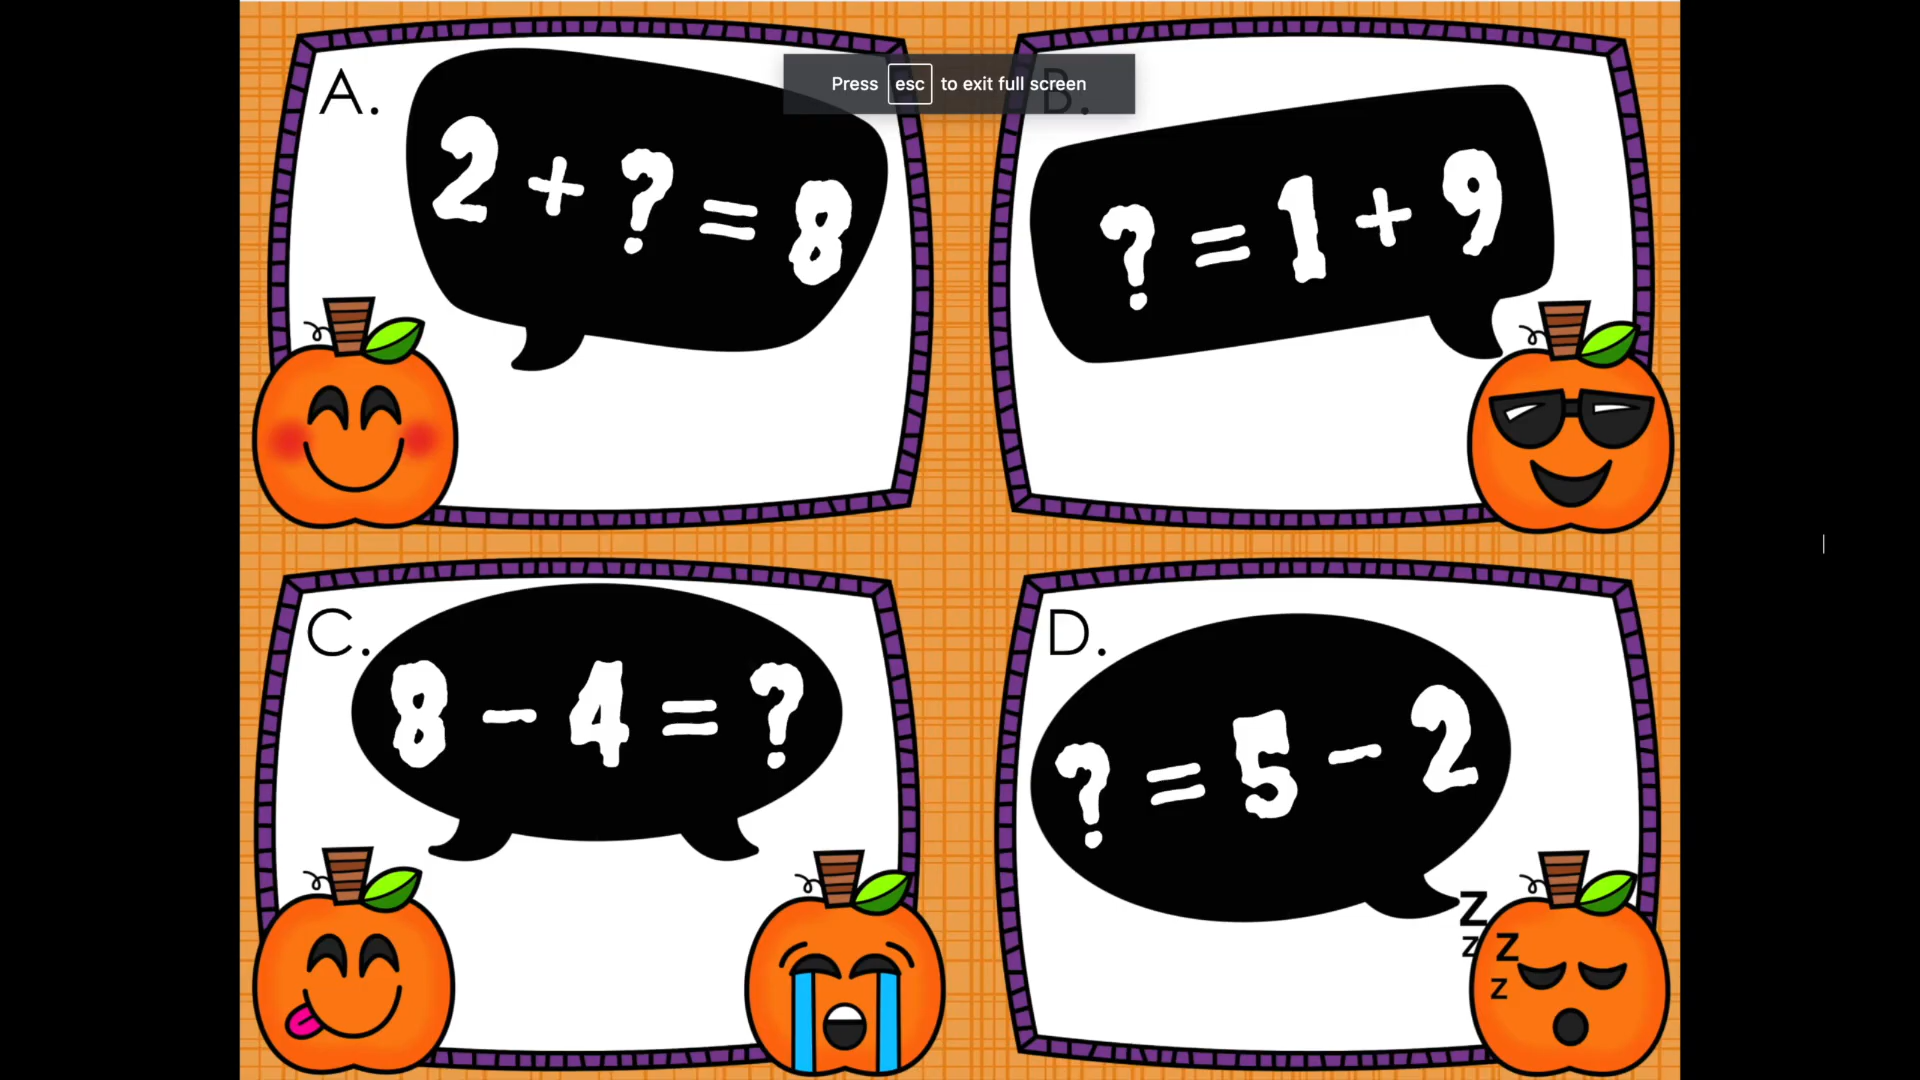 Press esc to exit full screen
A.
2 + ? = 8
B.
? = 1 + 9
C.
8 - 4 = ?
D.
? = 5 - 2
Z
Z Z
Z